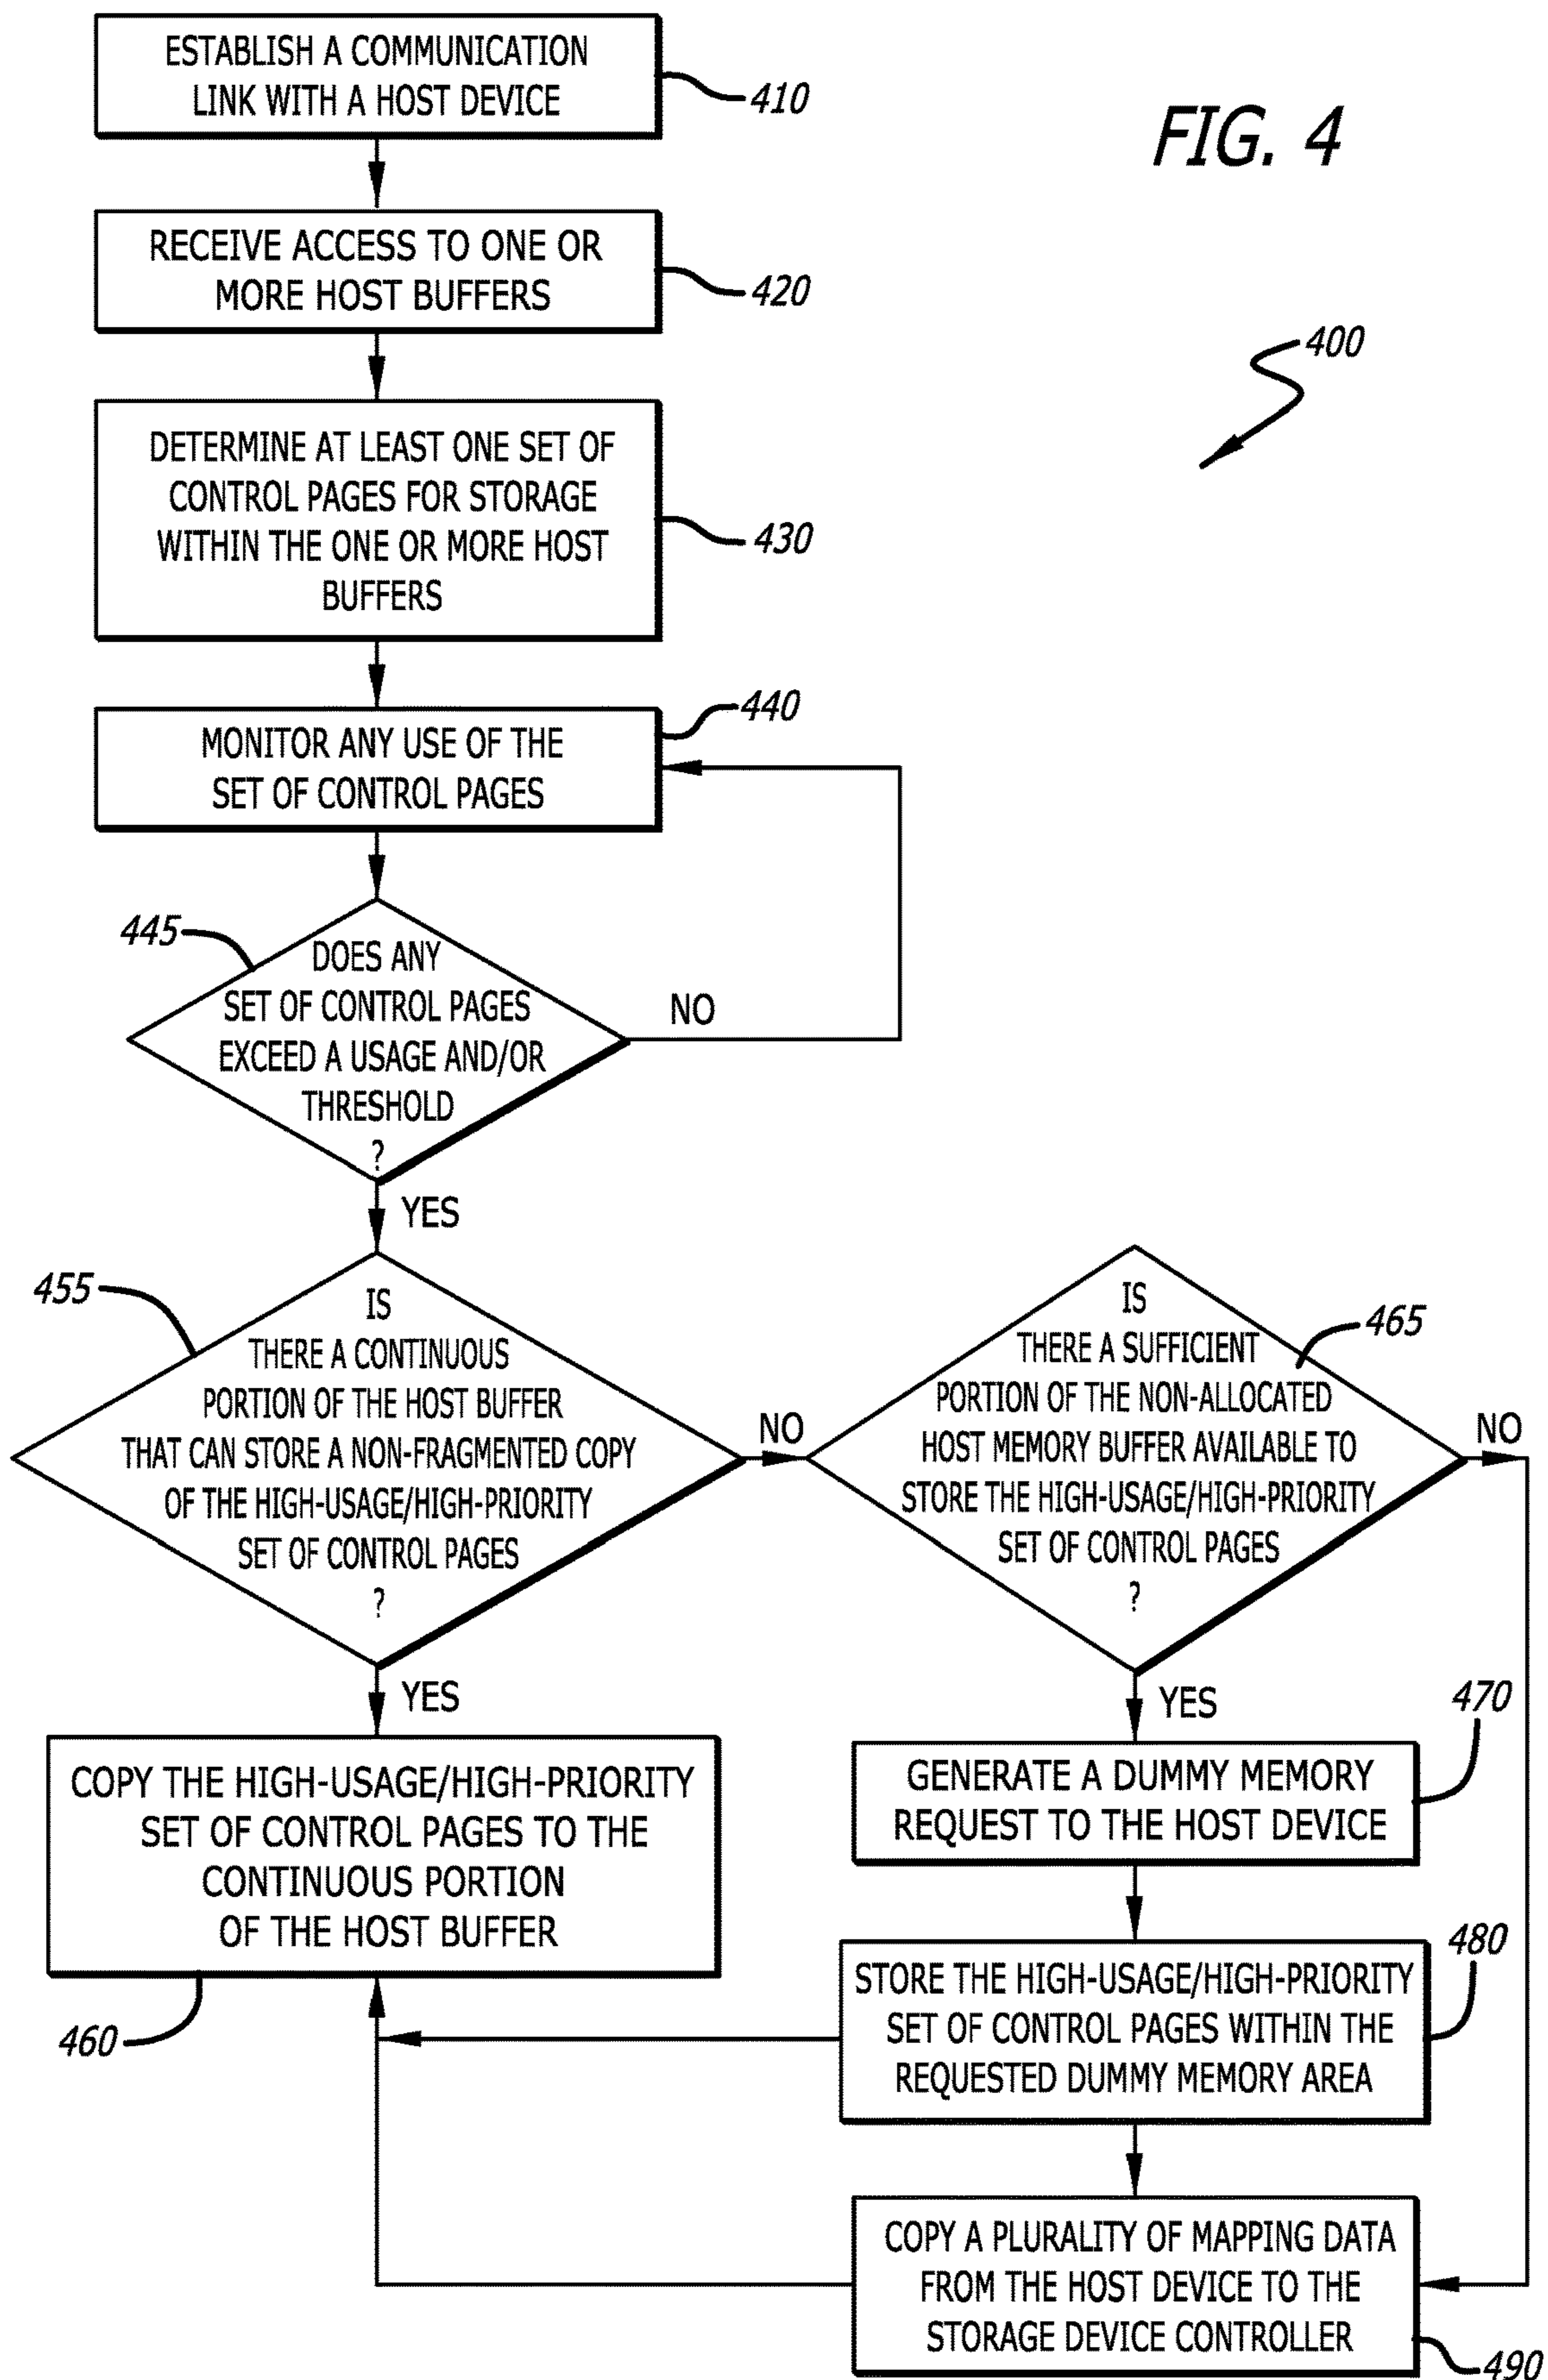 FIG. 4
400
ESTABLISH A COMMUNICATION
LINK WITH A HOST DEVICE
410
RECEIVE ACCESS TO ONE OR
MORE HOST BUFFERS
420
DETERMINE AT LEAST ONE SET OF
CONTROL PAGES FOR STORAGE
WITHIN THE ONE OR MORE HOST
BUFFERS
430
MONITOR ANY USE OF THE
SET OF CONTROL PAGES
440
445
DOES ANY
SET OF CONTROL PAGES
EXCEED A USAGE AND/OR
THRESHOLD
?
NO
YES
455
IS
THERE A CONTINUOUS
PORTION OF THE HOST BUFFER
THAT CAN STORE A NON-FRAGMENTED COPY
OF THE HIGH-USAGE/HIGH-PRIORITY
SET OF CONTROL PAGES
?
NO
YES
COPY THE HIGH-USAGE/HIGH-PRIORITY
SET OF CONTROL PAGES TO THE
CONTINUOUS PORTION
OF THE HOST BUFFER
460
465
IS
THERE A SUFFICIENT
PORTION OF THE NON-ALLOCATED
HOST MEMORY BUFFER AVAILABLE TO
STORE THE HIGH-USAGE/HIGH-PRIORITY
SET OF CONTROL PAGES
?
NO
YES
470
GENERATE A DUMMY MEMORY
REQUEST TO THE HOST DEVICE
480
STORE THE HIGH-USAGE/HIGH-PRIORITY
SET OF CONTROL PAGES WITHIN THE
REQUESTED DUMMY MEMORY AREA
COPY A PLURALITY OF MAPPING DATA
FROM THE HOST DEVICE TO THE
STORAGE DEVICE CONTROLLER
490